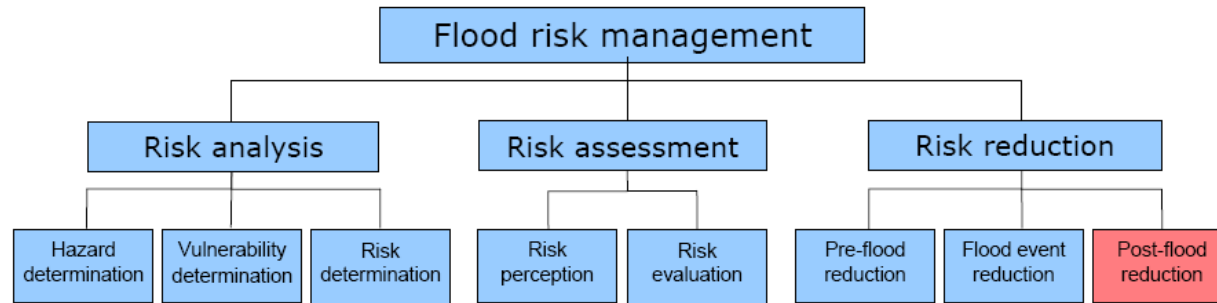 Flood risk management
Risk analysis
Risk assessment
Risk reduction
Hazard
determination
Vulnerability
determination
Risk
determination
Risk
perception
Risk
evaluation
Pre-flood
reduction
Flood event
reduction
Post-flood
reduction